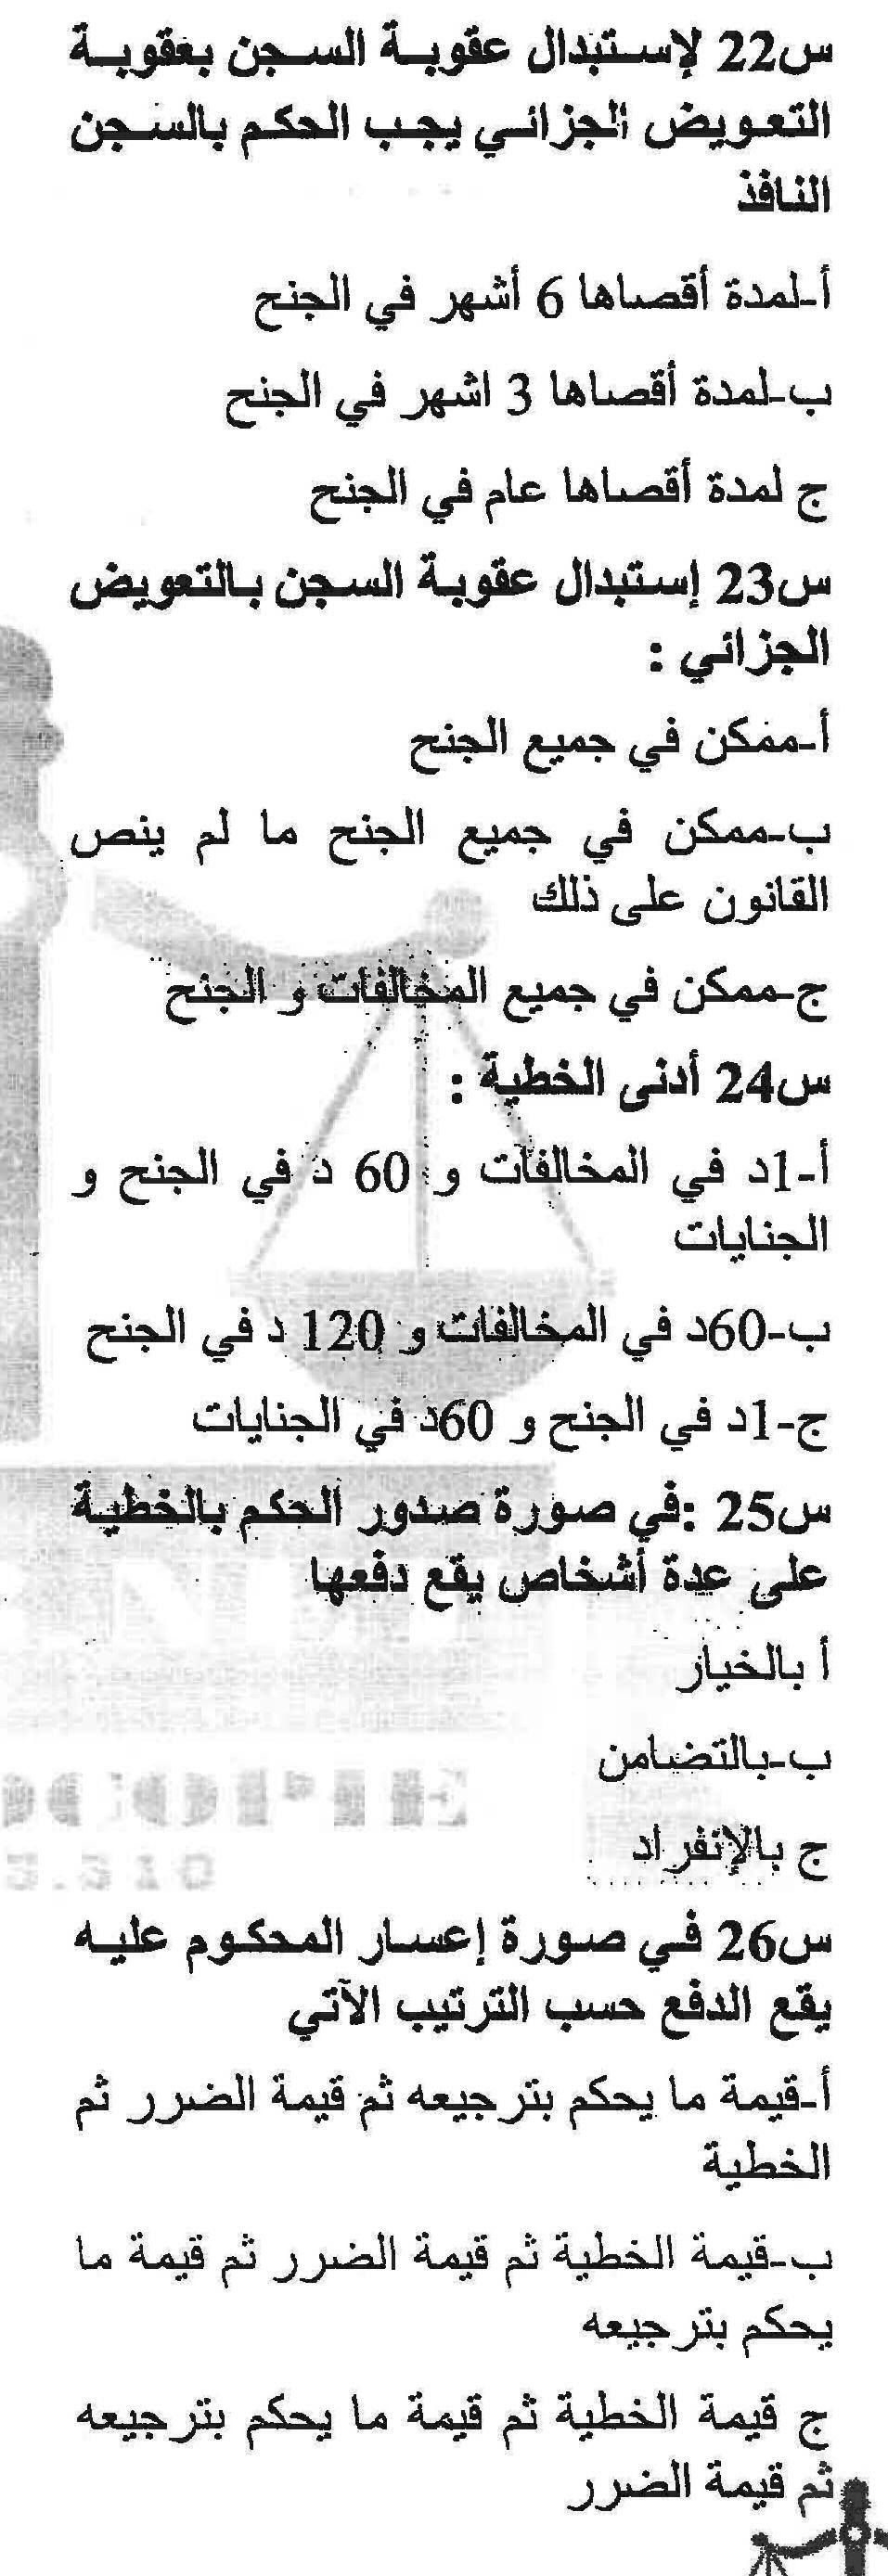 س22 لإستبدال عقوبة السجن بعقوبة
التعويض الجزائي يجب الحكم بالسجن
النافذ
أ-لمدة أقصاها 6 أشهر في الجنح
ب-لمدة أقصاها 3 اشهر في الجنح
ج لمدة أقصاها عام في الجنح
س23 إستبدال عقوبة السجن بالتعويض
الجزائي :
أ-ممكن في جميع الجنح
ب-ممكن في جميع الجنح ما لم ينص
القانون على ذلك
ج-ممكن في جميع المخالفات و الجنح
س24 أدنى الخطية :
أ-1د في المخالفات و 60 د في الجنح و
الجنايات
ب-60د في المخالفات و 120 د في الجنح
ج-1د في الجنح و 60د في الجنايات
س25 :في صورة صدور الحكم بالخطية
على عدة أشخاص يقع دفعها
أ بالخيار
ب-بالتضامن
ج بالإنفراد
س26 في صورة إعسار المحكوم عليه
يقع الدفع حسب الترتيب الآتي
أ-قيمة ما يحكم بترجيعه ثم قيمة الضرر ثم
الخطية
ب-قيمة الخطية ثم قيمة الضرر ثم قيمة ما
يحكم بترجيعه
ج قيمة الخطية ثم قيمة ما يحكم بترجيعه
ثم قيمة الضرر